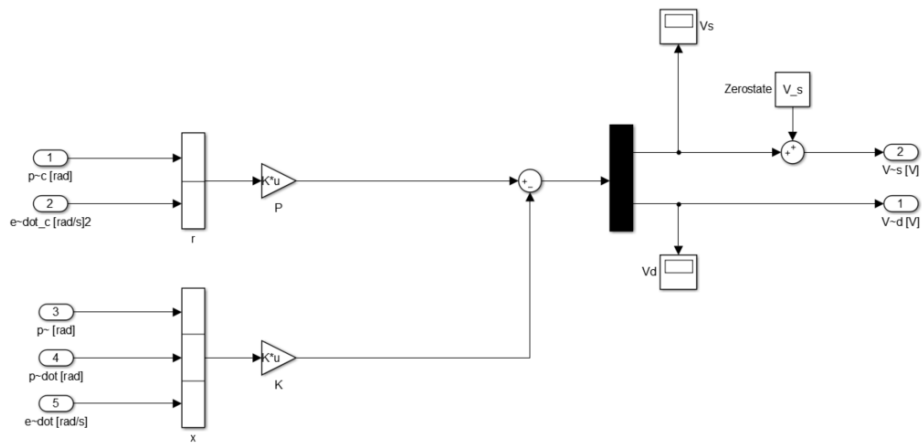 Vs
Zerostate
V_s
1
p~c [rad]
K*u
P
+
-
+
+
2
V~s [V]
2
e~dot_c [rad/s]2
r
1
V~d [V]
Vd
3
p~ [rad]
4
p~dot [rad]
K*u
K
5
e~dot [rad/s]
x